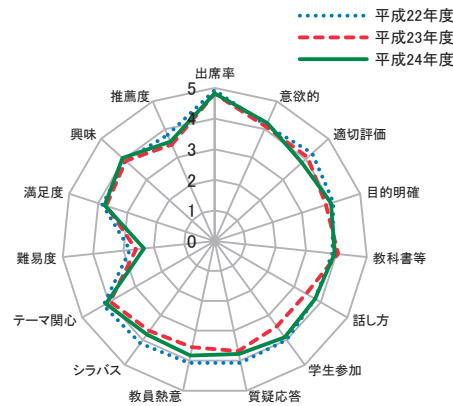 平成22年度
平成23年度
平成24年度
出席率
意欲的
適切評価
目的明確
教科書等
話し方
学生参加
質疑応答
教員熱意
シラバス
テーマ関心
難易度
満足度
興味
推薦度
5
4
3
2
1
0